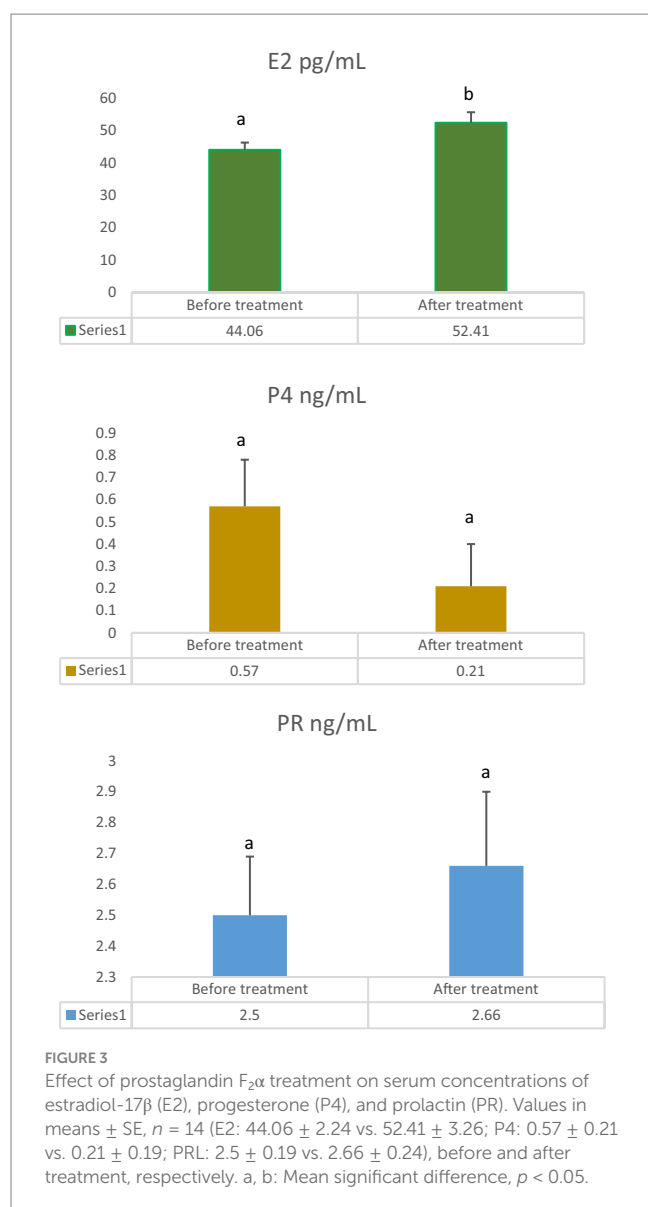 E2 pg/mL
60
50
40
30
20
10
0
a
b
Before treatment After treatment
Series1 44.06 52.41
P4 ng/mL
0.9
0.8
0.7
0.6
0.5
0.4
0.3
0.2
0.1
0
a
a
Before treatment After treatment
Series1 0.57 0.21
PR ng/mL
3
2.9
2.8
2.7
2.6
2.5
2.4
2.3
a
a
Before treatment After treatment
Series1 2.5 2.66
FIGURE 3
Effect of prostaglandin F₂α treatment on serum concentrations of
estradiol-17β (E2), progesterone (P4), and prolactin (PR). Values in
means ± SE, n = 14 (E2: 44.06 ± 2.24 vs. 52.41 ± 3.26; P4: 0.57 ± 0.21
vs. 0.21 ± 0.19; PRL: 2.5 ± 0.19 vs. 2.66 ± 0.24), before and after
treatment, respectively. a, b: Mean significant difference, p < 0.05.